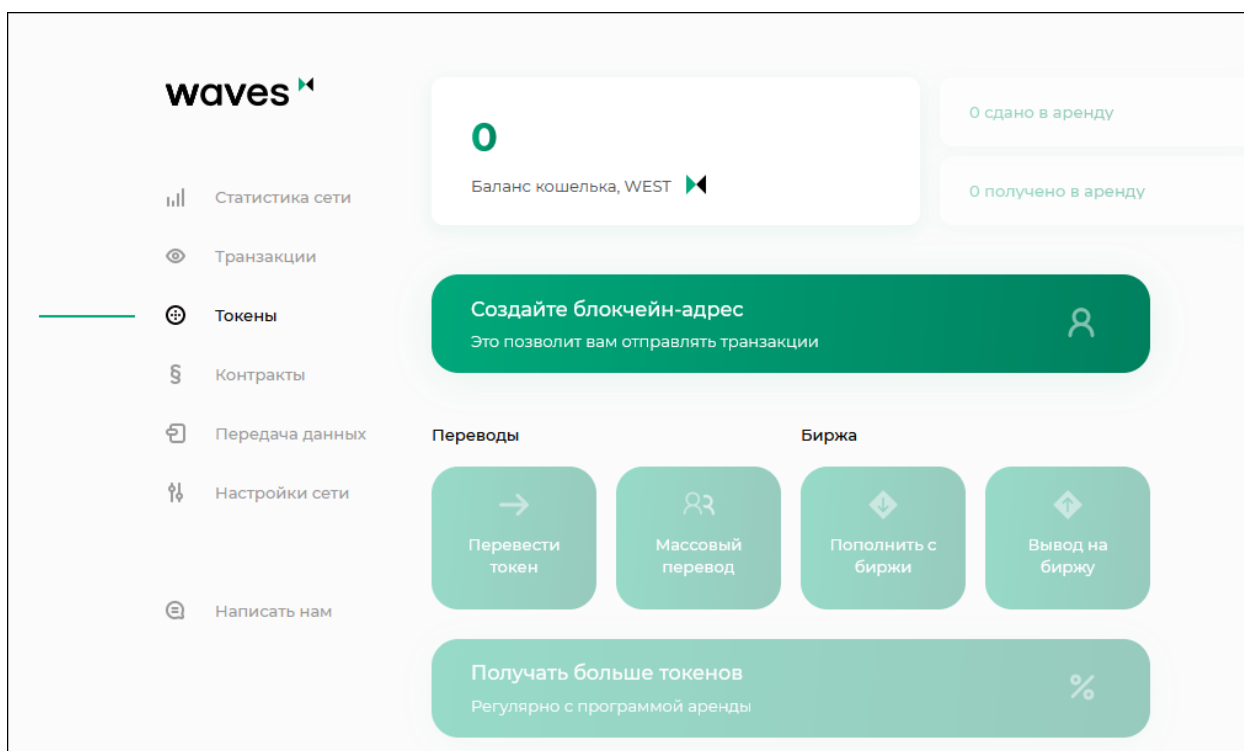 waves
Статистика сети
Транзакции
Токены
Контракты
Передача данных
Настройки сети
Написать нам
0
Баланс кошелька, WEST
0 сдано в аренду
0 получено в аренду
Создайте блокчейн-адрес
Это позволит вам отправлять транзакции
Переводы
Биржа
Перевести
токен
Массовый
перевод
Пополнить с
биржи
Вывод на
биржу
Получать больше токенов
Регулярно с программой аренды